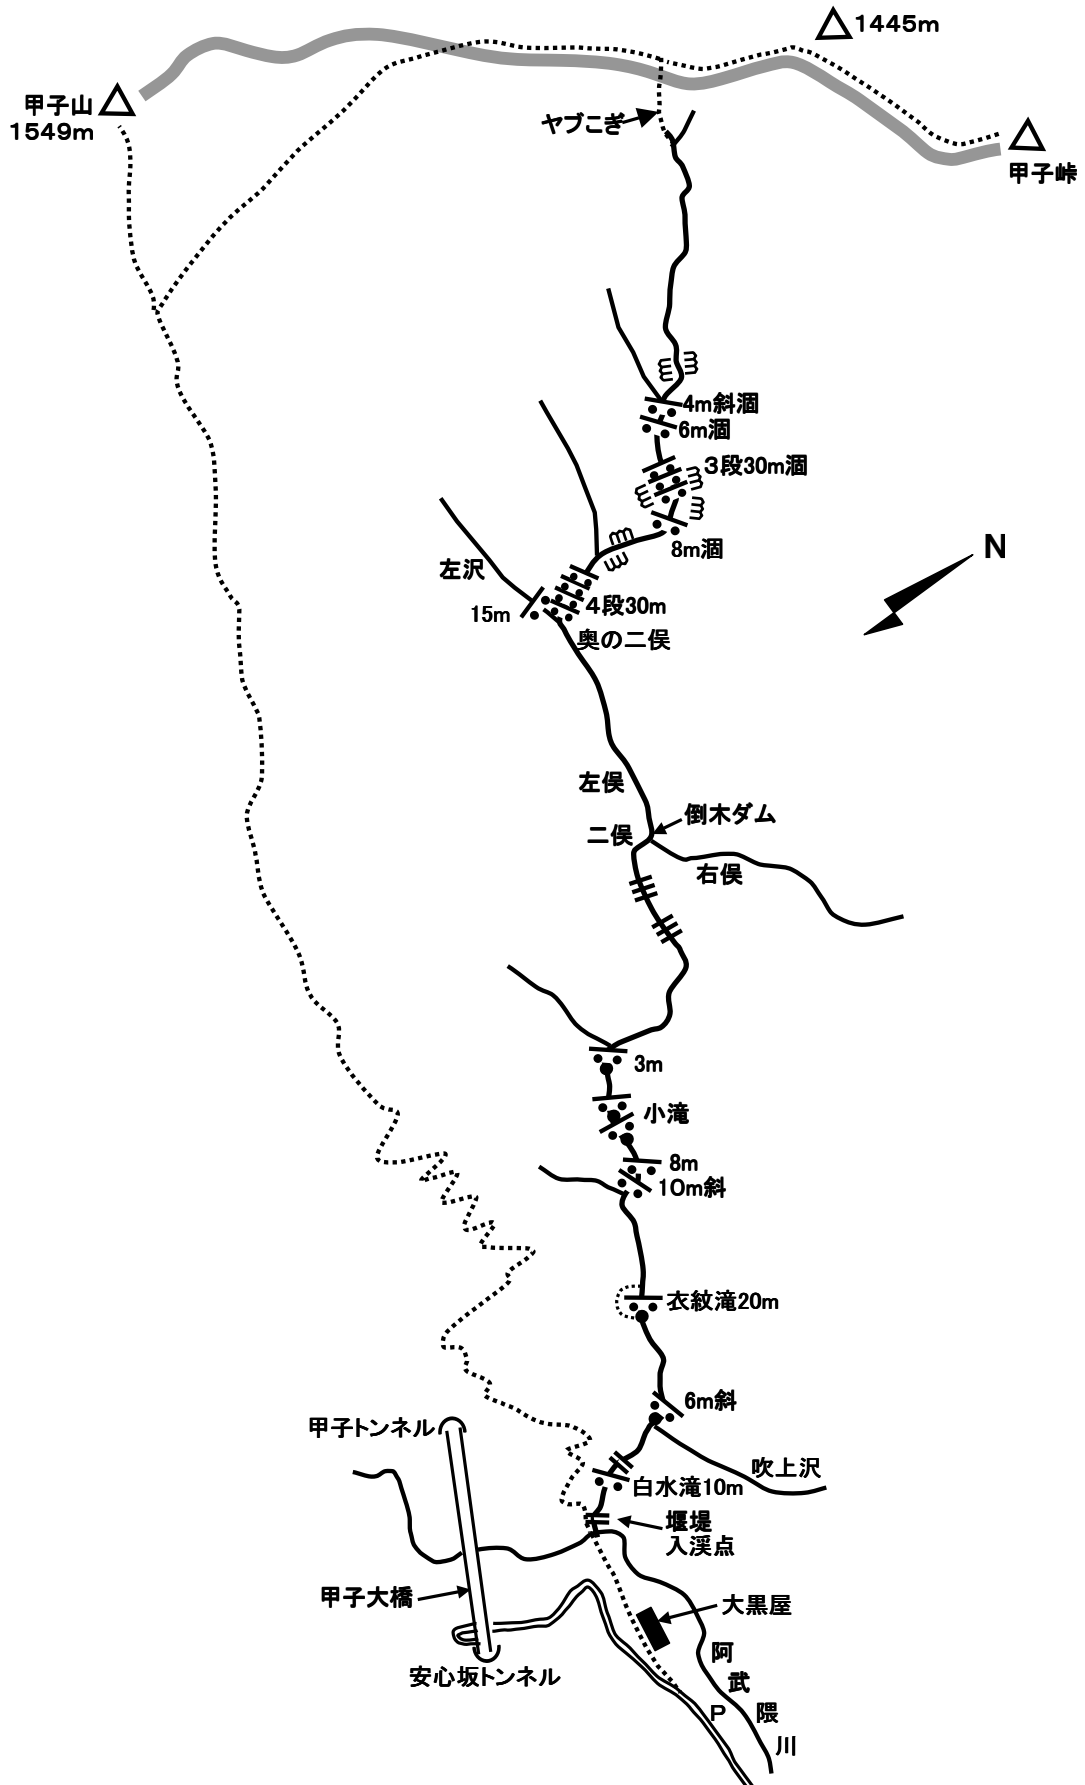 1445m
甲子山
1549m
ヤブこぎ
甲子峠
4m斜涸
6m涸
3段30m涸
8m涸
N
左沢
15m
4段30m
奥の二俣
左俣
倒木ダム
二俣
右俣
3m
小滝
8m
10m斜
衣紋滝20m
6m斜
甲子トンネル
吹上沢
白水滝10m
堰堤
入渓点
甲子大橋
大黒屋
安心坂トンネル
P
阿武隈川